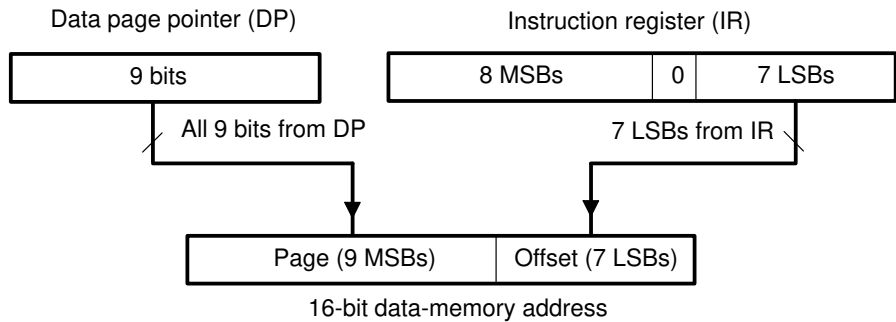 Data page pointer (DP)
Instruction register (IR)
9 bits
8 MSBs
0
7 LSBs
All 9 bits from DP
7 LSBs from IR
Page (9 MSBs)
Offset (7 LSBs)
16-bit data-memory address